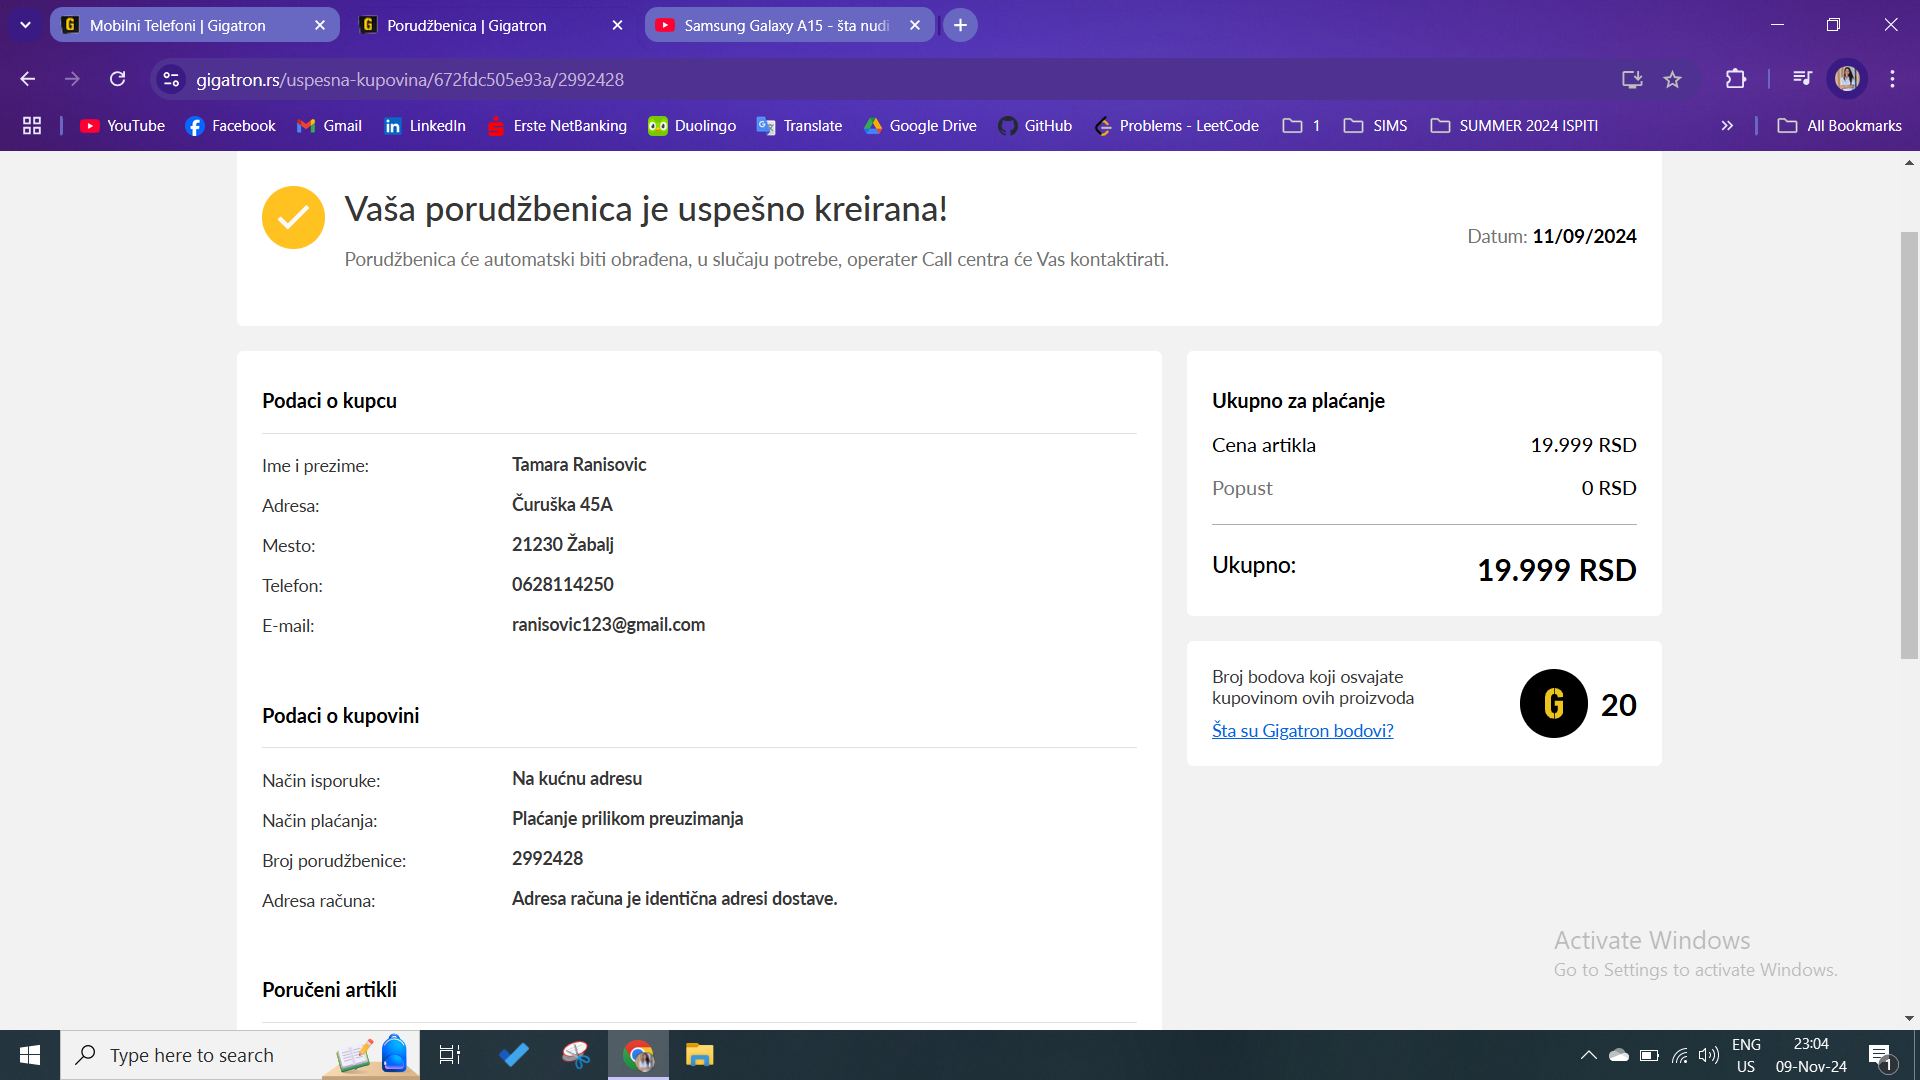 Mobilni Telefoni | Gigatron
Porudžbenica | Gigatron
Samsung Galaxy A15 - šta nudi
gigatron.rs/uspesna-kupovina/672fdc505e93a/2992428
YouTube
Facebook
Gmail
LinkedIn
Erste NetBanking
Duolingo
Translate
Google Drive
GitHub
Problems - LeetCode
1
SIMS
SUMMER 2024 ISPITI
All Bookmarks
Vaša porudžbenica je uspešno kreirana!
Porudžbenica će automatski biti obrađena, u slučaju potrebe, operater Call centra će Vas kontaktirati.
Datum: 11/09/2024
Podaci o kupcu
Ime i prezime: Tamara Ranisovic
Adresa: Čuruška 45A
Mesto: 21230 Žabalj
Telefon: 0628114250
E-mail: ranisovic123@gmail.com
Podaci o kupovini
Način isporuke: Na kućnu adresu
Način plaćanja: Plaćanje prilikom preuzimanja
Broj porudžbenice: 2992428
Adresa računa: Adresa računa je identična adresi dostave.
Poručeni artikli
Ukupno za plaćanje
Cena artikla 19.999 RSD
Popust 0 RSD
Ukupno: 19.999 RSD
Broj bodova koji osvajate
kupovinom ovih proizvoda
Šta su Gigatron bodovi?
G 20
Activate Windows
Go to Settings to activate Windows.
Type here to search
ENG
US
23:04
09-Nov-24
1